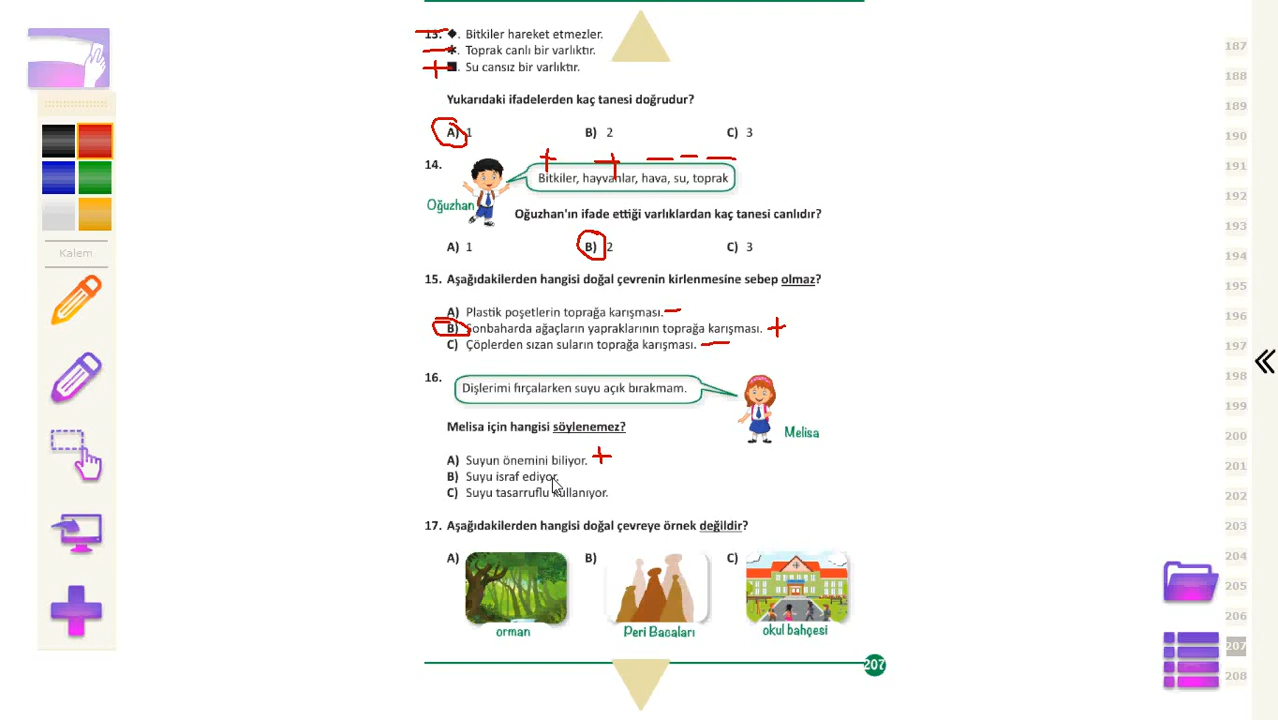 13. ◆. Bitkiler hareket etmezler.
✱. Toprak canlı bir varlıktır.
■. Su cansız bir varlıktır.
Yukarıdaki ifadelerden kaç tanesi doğrudur?
A) 1 B) 2 C) 3
14.
Bitkiler, hayvanlar, hava, su, toprak
Oğuzhan
Oğuzhan'ın ifade ettiği varlıklardan kaç tanesi canlıdır?
A) 1 B) 2 C) 3
15. Aşağıdakilerden hangisi doğal çevrenin kirlenmesine sebep olmaz?
A) Plastik poşetlerin toprağa karışması.
B) Sonbaharda ağaçların yapraklarının toprağa karışması.
C) Çöplerden sızan suların toprağa karışması.
16.
Dişlerimi fırçalarken suyu açık bırakmam.
Melisa
Melisa için hangisi söylenemez?
A) Suyun önemini biliyor.
B) Suyu israf ediyor.
C) Suyu tasarruflu kullanıyor.
17. Aşağıdakilerden hangisi doğal çevreye örnek değildir?
A) B) C)
orman Peri Bacaları okul bahçesi
207
Kalem
187
188
189
190
191
192
193
194
195
196
197
198
199
200
201
202
203
204
205
206
207
208